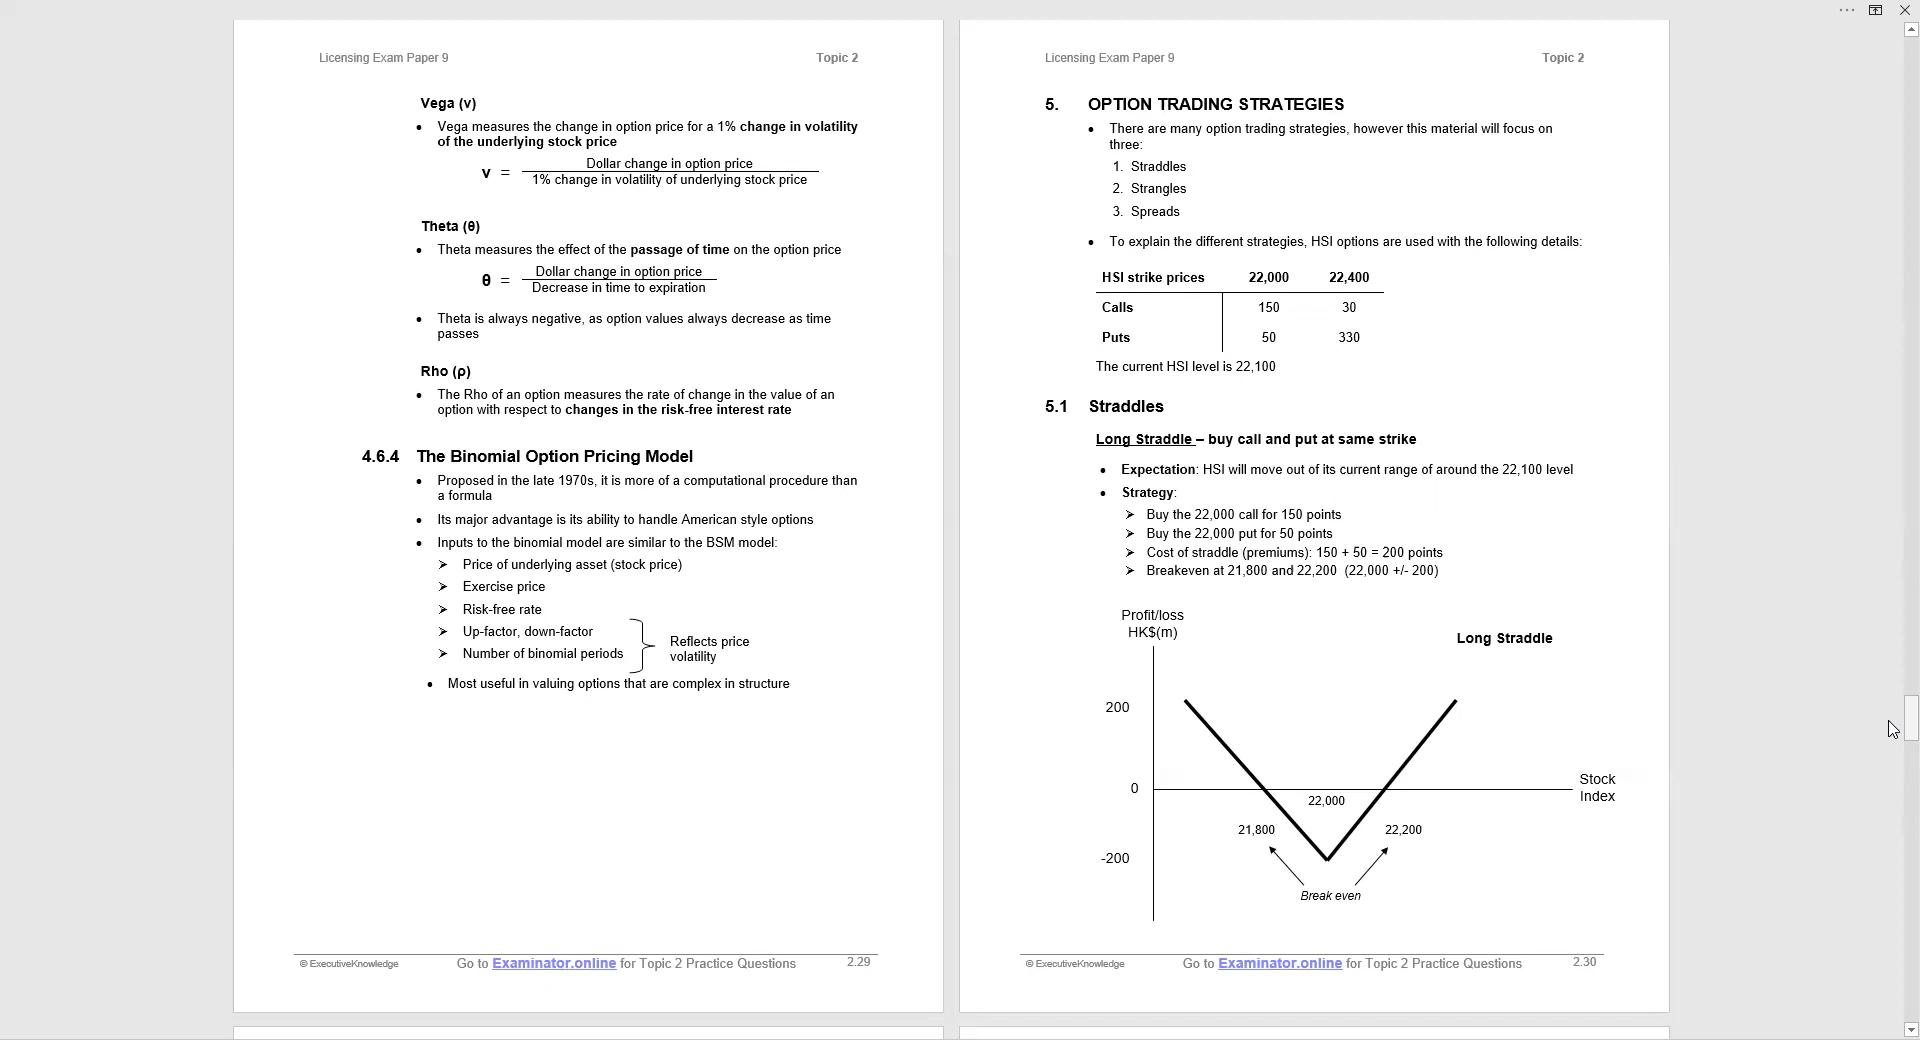 Licensing Exam Paper 9 Topic 2
Vega (v)
• Vega measures the change in option price for a 1% change in volatility
of the underlying stock price
v = Dollar change in option price
1% change in volatility of underlying stock price
Theta (θ)
• Theta measures the effect of the passage of time on the option price
θ = Dollar change in option price
Decrease in time to expiration
• Theta is always negative, as option values always decrease as time
passes
Rho (ρ)
• The Rho of an option measures the rate of change in the value of an
option with respect to changes in the risk-free interest rate
4.6.4 The Binomial Option Pricing Model
• Proposed in the late 1970s, it is more of a computational procedure than
a formula
• Its major advantage is its ability to handle American style options
• Inputs to the binomial model are similar to the BSM model:
➢ Price of underlying asset (stock price)
➢ Exercise price
➢ Risk-free rate
➢ Up-factor, down-factor
➢ Number of binomial periods
Reflects price
volatility
• Most useful in valuing options that are complex in structure
© ExecutiveKnowledge Go to Examinator.online for Topic 2 Practice Questions 2.29
Licensing Exam Paper 9 Topic 2
5. OPTION TRADING STRATEGIES
• There are many option trading strategies, however this material will focus on
three:
1. Straddles
2. Strangles
3. Spreads
• To explain the different strategies, HSI options are used with the following details:
HSI strike prices 22,000 22,400
Calls 150 30
Puts 50 330
The current HSI level is 22,100
5.1 Straddles
Long Straddle – buy call and put at same strike
• Expectation: HSI will move out of its current range of around the 22,100 level
• Strategy:
➢ Buy the 22,000 call for 150 points
➢ Buy the 22,000 put for 50 points
➢ Cost of straddle (premiums): 150 + 50 = 200 points
➢ Breakeven at 21,800 and 22,200 (22,000 +/- 200)
Profit/loss
HK$(m)
Long Straddle
200
0
Stock
Index
22,000
21,800 22,200
-200
Break even
© ExecutiveKnowledge Go to Examinator.online for Topic 2 Practice Questions 2.30